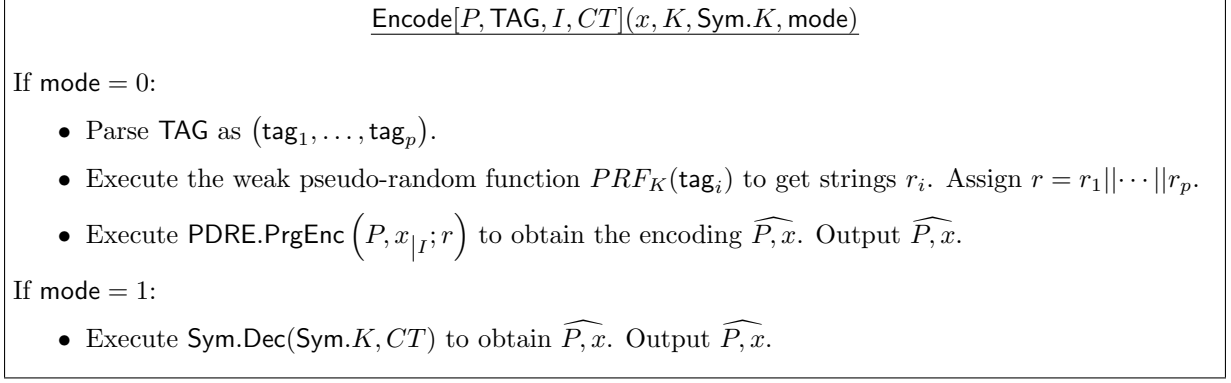 Encode[P, TAG, I, CT](x, K, Sym.K, mode)
If mode = 0:
• Parse TAG as (tag_1, . . . , tag_p).
• Execute the weak pseudo-random function PRF_K(tag_i) to get strings r_i. Assign r = r_1||· · ·||r_p.
• Execute PDRE.PrgEnc(P, x_{|I}; r) to obtain the encoding \widehat{P, x}. Output \widehat{P, x}.
If mode = 1:
• Execute Sym.Dec(Sym.K, CT) to obtain \widehat{P, x}. Output \widehat{P, x}.